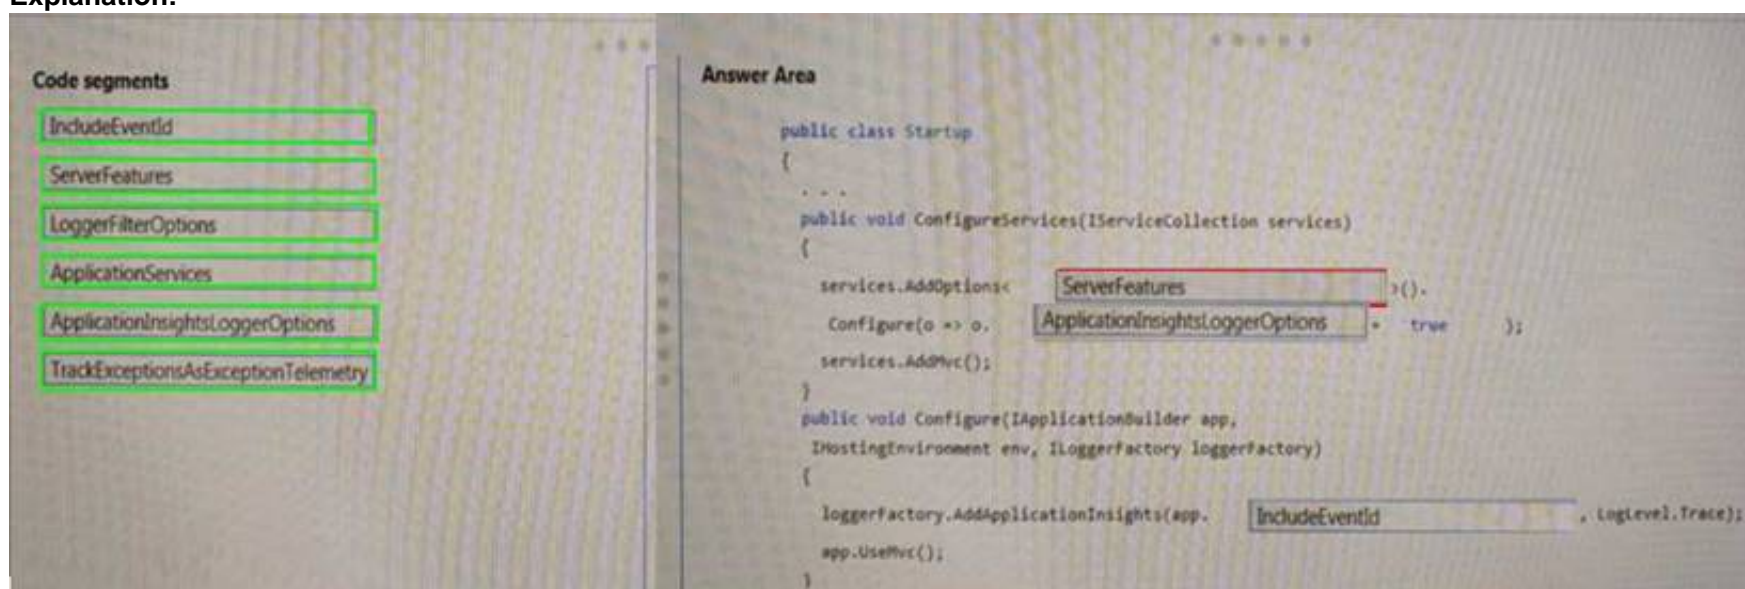 Explanation:
Code segments
IncludeEventId
ServerFeatures
LoggerFilterOptions
ApplicationServices
ApplicationInsightsLoggerOptions
TrackExceptionsAsExceptionTelemetry
Answer Area
public class Startup
{
. . .
public void ConfigureServices(IServiceCollection services)
{
services.AddOptions< ServerFeatures >().
Configure(o => o. ApplicationInsightsLoggerOptions = true );
services.AddMvc();
}
public void Configure(IApplicationBuilder app,
IHostingEnvironment env, ILoggerFactory loggerFactory)
{
loggerFactory.AddApplicationInsights(app. IncludeEventId , LogLevel.Trace);
app.UseMvc();
}